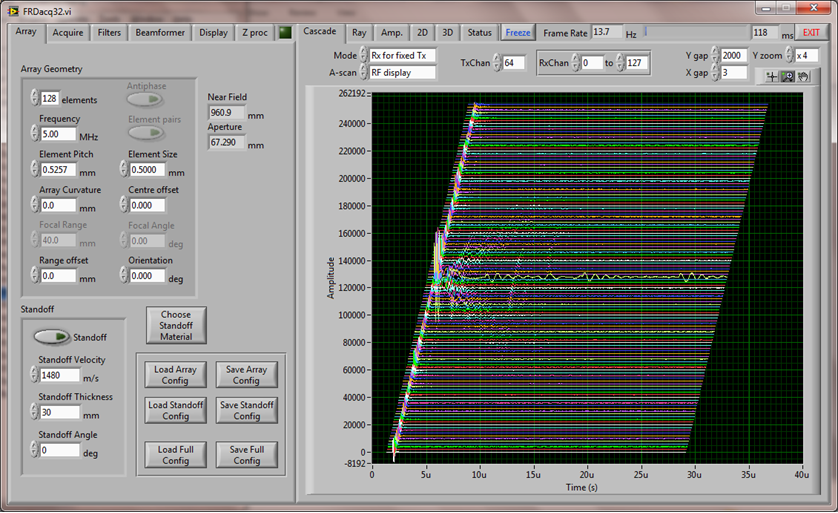 FRDacq32.vi
Array Acquire Filters Beamformer Display Z proc
Array Geometry
128 elements
Antiphase
Frequency
5.00 MHz
Element pairs
Near Field
960.9 mm
Aperture
67.290 mm
Element Pitch
0.5257 mm
Element Size
0.5000 mm
Array Curvature
0.0 mm
Centre offset
0.000 mm
Focal Range
40.0 mm
Focal Angle
0.00 deg
Range offset
0.0 mm
Orientation
0.000 deg
Standoff
Standoff
Standoff Velocity
1480 m/s
Standoff Thickness
30 mm
Standoff Angle
0 deg
Choose
Standoff
Material
Load Array
Config
Save Array
Config
Load Standoff
Config
Save Standoff
Config
Load Full
Config
Save Full
Config
Cascade Ray Amp. 2D 3D Status Freeze Frame Rate 13.7 Hz 118 ms EXIT
Mode Rx for fixed Tx
A-scan RF display
TxChan 64
RxChan 0 to 127
Y gap 2000
X gap 3
Y zoom x 4
262192
240000
220000
200000
180000
160000
140000
120000
100000
80000
60000
40000
20000
0
-8192
Amplitude
0 5u 10u 15u 20u 25u 30u 35u 40u
Time (s)